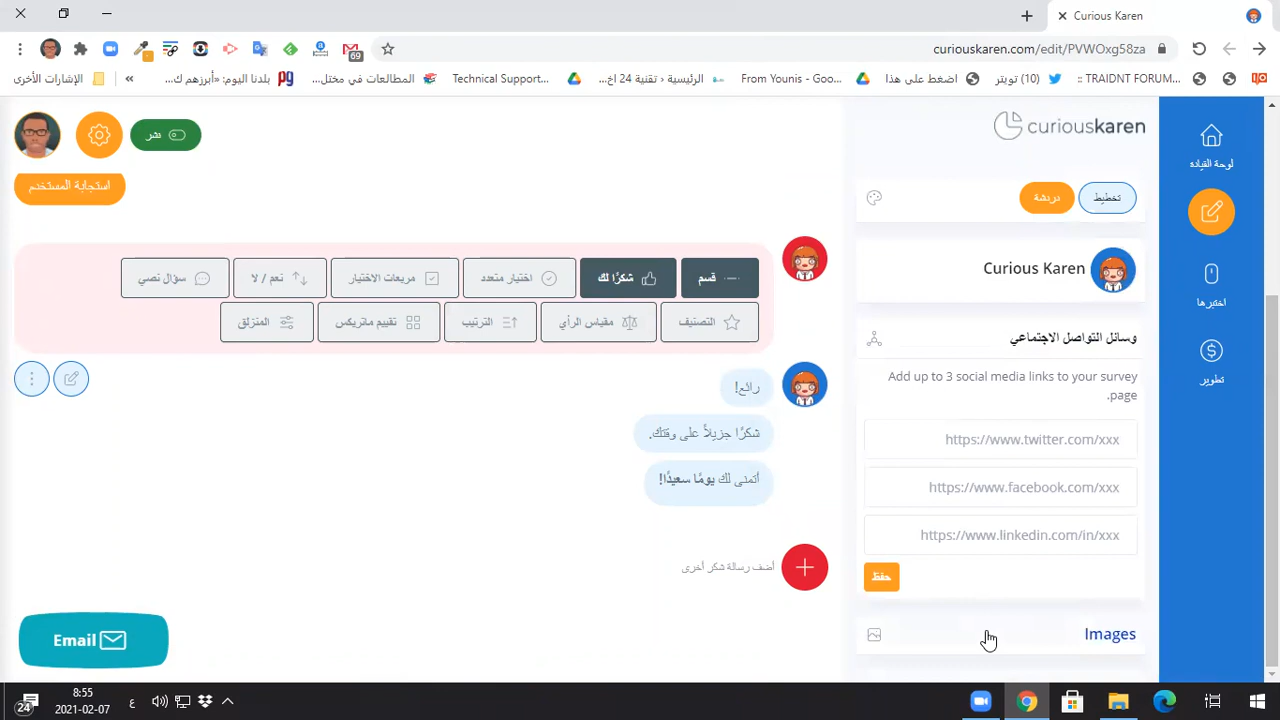 Curious Karen
69
curiouskaren.com/edit/PVWOxg58za
الإشارات الأخرى
»
بلدنا اليوم: «أبرزهم ك...
المطالعات في مختل...
Technical Support...
الرئيسية › تقنية 24 اخ...
From Younis - Goo...
اضغط على هذا
(10) تويتر
:: TRAIDNT FORUM...
نشر
curiouskaren
لوحة القيادة
استجابة المستخدم
دردشة
تخطيط
Curious Karen
قسم
شكرًا لك
اختيار متعدد
مربعات الاختيار
نعم / لا
سؤال نصي
اختبرها
التصنيف
مقياس الرأي
الترتيب
تقييم ماتريكس
المنزلق
وسائل التواصل الاجتماعي
Add up to 3 social media links to your survey
page.
تطوير
رائع!
شكرًا جزيلاً على وقتك.
أتمنى لك يومًا سعيدًا!
https://www.twitter.com/xxx
https://www.facebook.com/xxx
https://www.linkedin.com/in/xxx
أضف رسالة شكر أخرى
حفظ
Email
Images
24
8:55
2021-02-07
ع